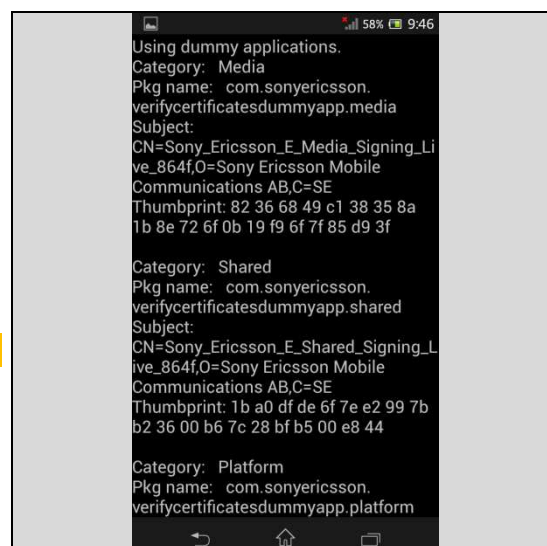 58% 9:46
Using dummy applications.
Category: Media
Pkg name: com.sonyericsson.
verifycertificatesdummyapp.media
Subject:
CN=Sony_Ericsson_E_Media_Signing_Li
ve_864f,O=Sony Ericsson Mobile
Communications AB,C=SE
Thumbprint: 82 36 68 49 c1 38 35 8a
1b 8e 72 6f 0b 19 f9 6f 7f 85 d9 3f
Category: Shared
Pkg name: com.sonyericsson.
verifycertificatesdummyapp.shared
Subject:
CN=Sony_Ericsson_E_Shared_Signing_L
ive_864f,O=Sony Ericsson Mobile
Communications AB,C=SE
Thumbprint: 1b a0 df de 6f 7e e2 99 7b
b2 36 00 b6 7c 28 bf b5 00 e8 44
Category: Platform
Pkg name: com.sonyericsson.
verifycertificatesdummyapp.platform